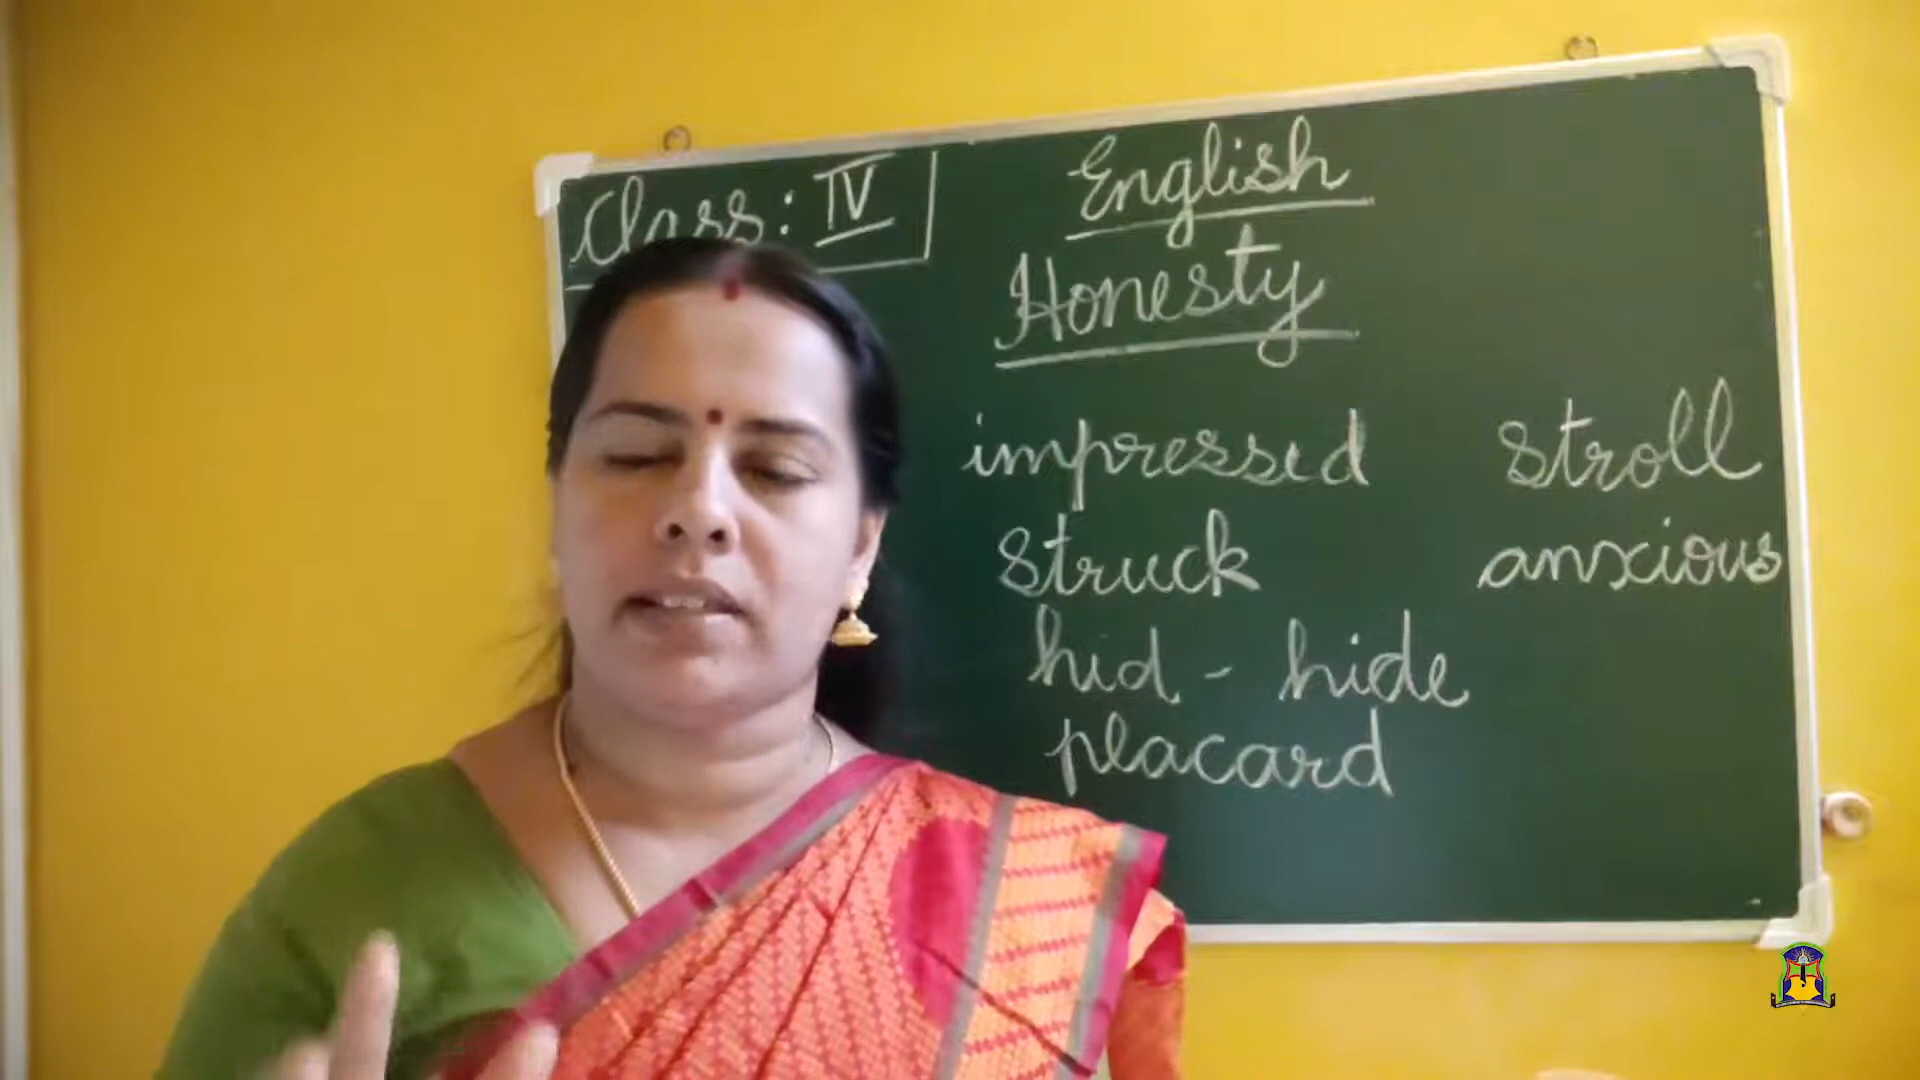 Class: IV
English
Honesty
impressed stroll
struck anxious
hid - hide
placard